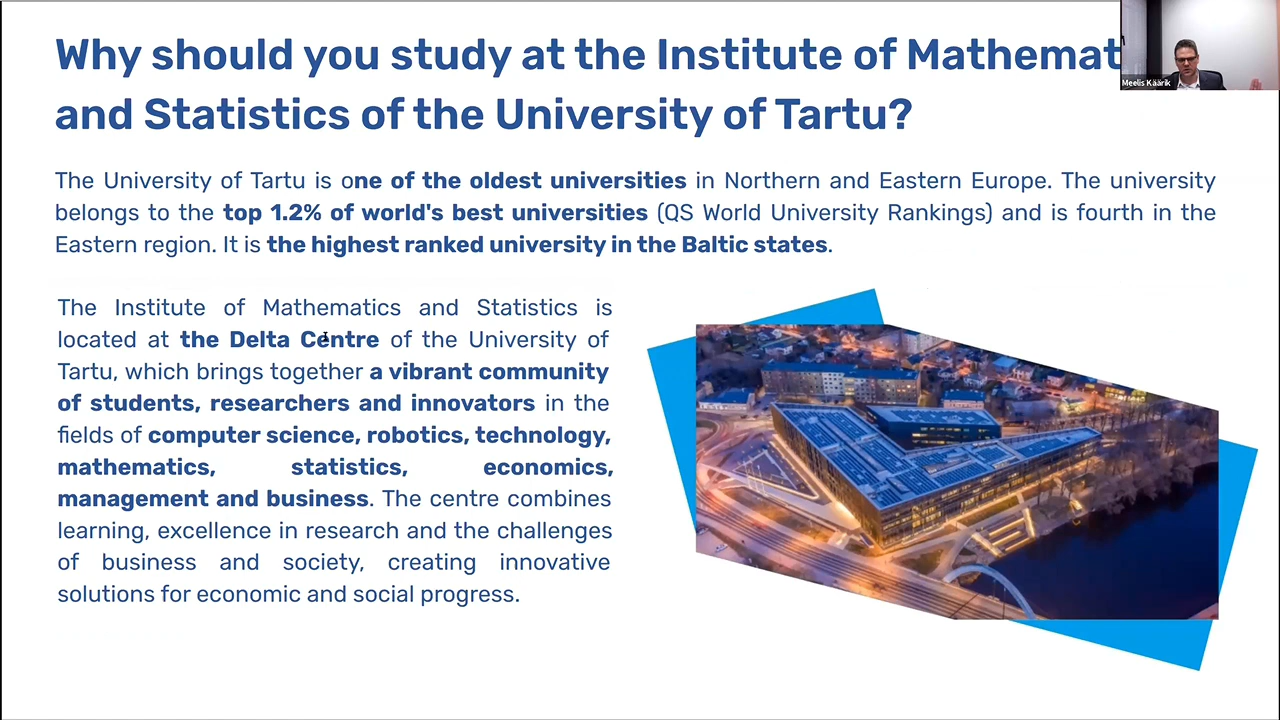 Why should you study at the Institute of Mathemat
and Statistics of the University of Tartu?
Meelis Käärik
The University of Tartu is one of the oldest universities in Northern and Eastern Europe. The university
belongs to the top 1.2% of world's best universities (QS World University Rankings) and is fourth in the
Eastern region. It is the highest ranked university in the Baltic states.
The Institute of Mathematics and Statistics is
located at the Delta Centre of the University of
Tartu, which brings together a vibrant community
of students, researchers and innovators in the
fields of computer science, robotics, technology,
mathematics, statistics, economics,
management and business. The centre combines
learning, excellence in research and the challenges
of business and society, creating innovative
solutions for economic and social progress.